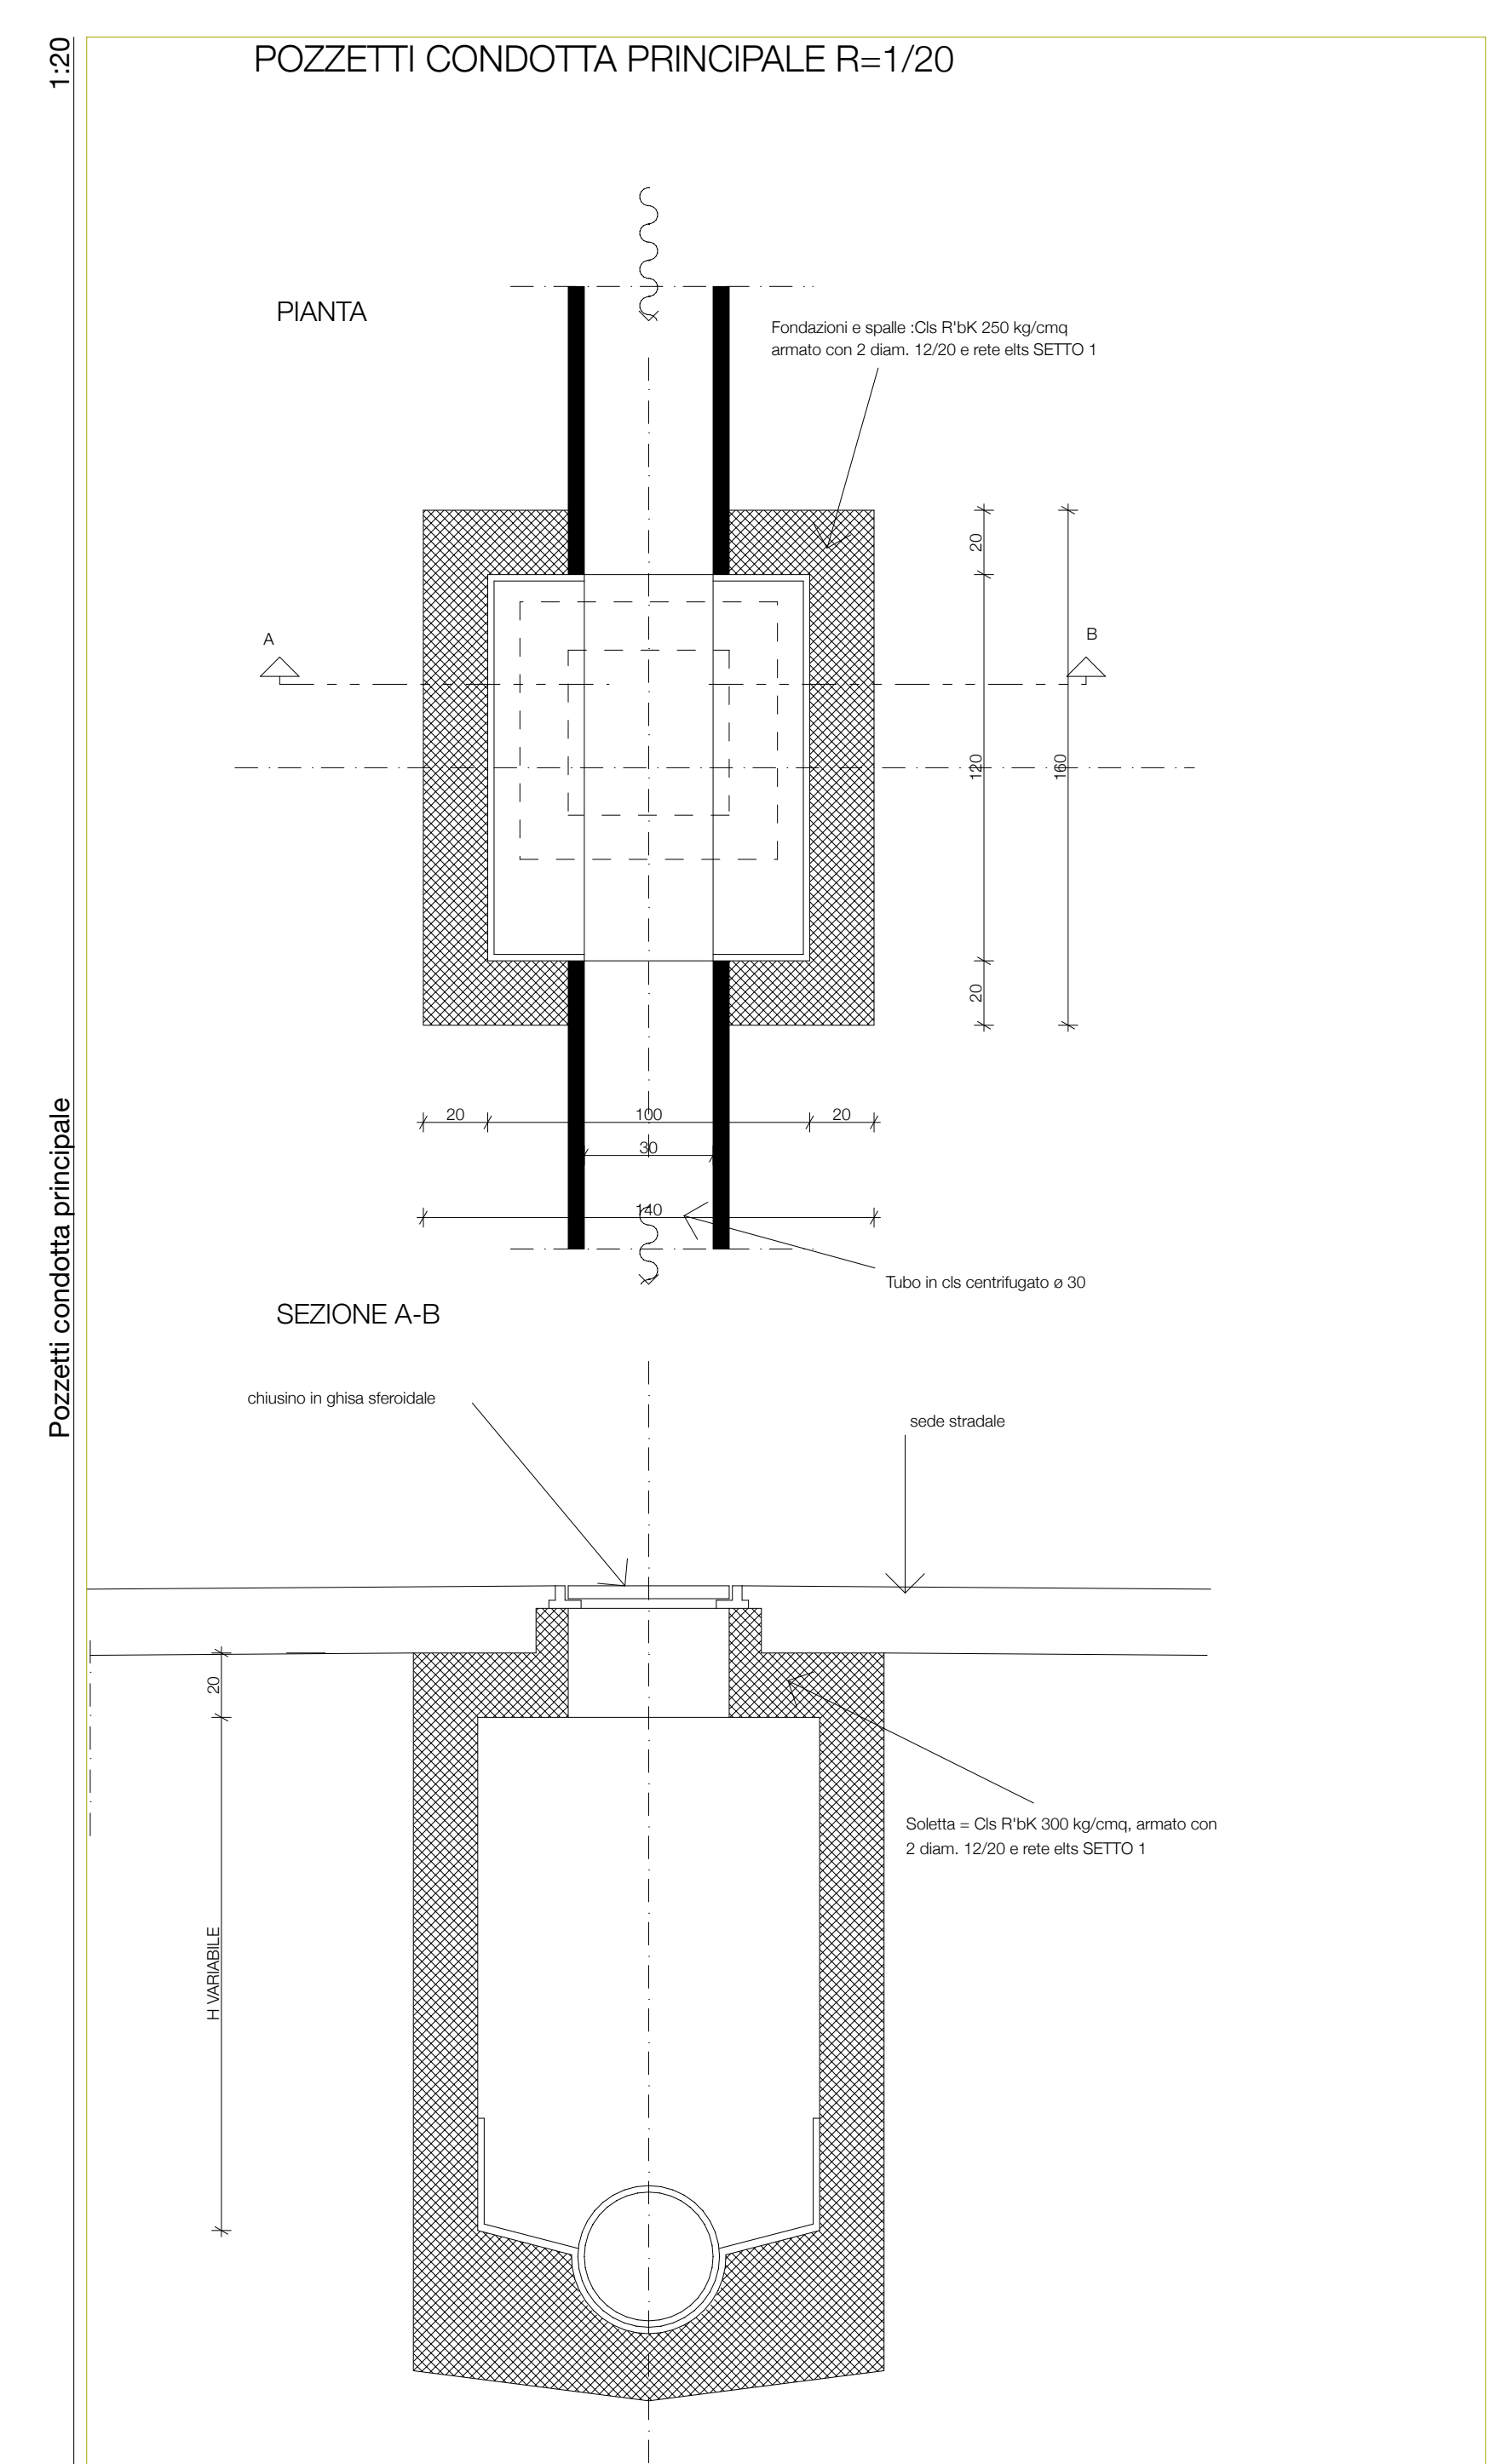 1:20
POZZETTI CONDOTTA PRINCIPALE R=1/20
PIANTA
Fondazioni e spalle :Cls R'bK 250 kg/cmq
armato con 2 diam. 12/20 e rete elts SETTO 1
20
A
B
120
160
20
20
100
20
30
140
Tubo in cls centrifugato ø 30
Pozzetti condotta principale
SEZIONE A-B
chiusino in ghisa sferoidale
sede stradale
20
Soletta = Cls R'bK 300 kg/cmq, armato con
2 diam. 12/20 e rete elts SETTO 1
H VARIABILE